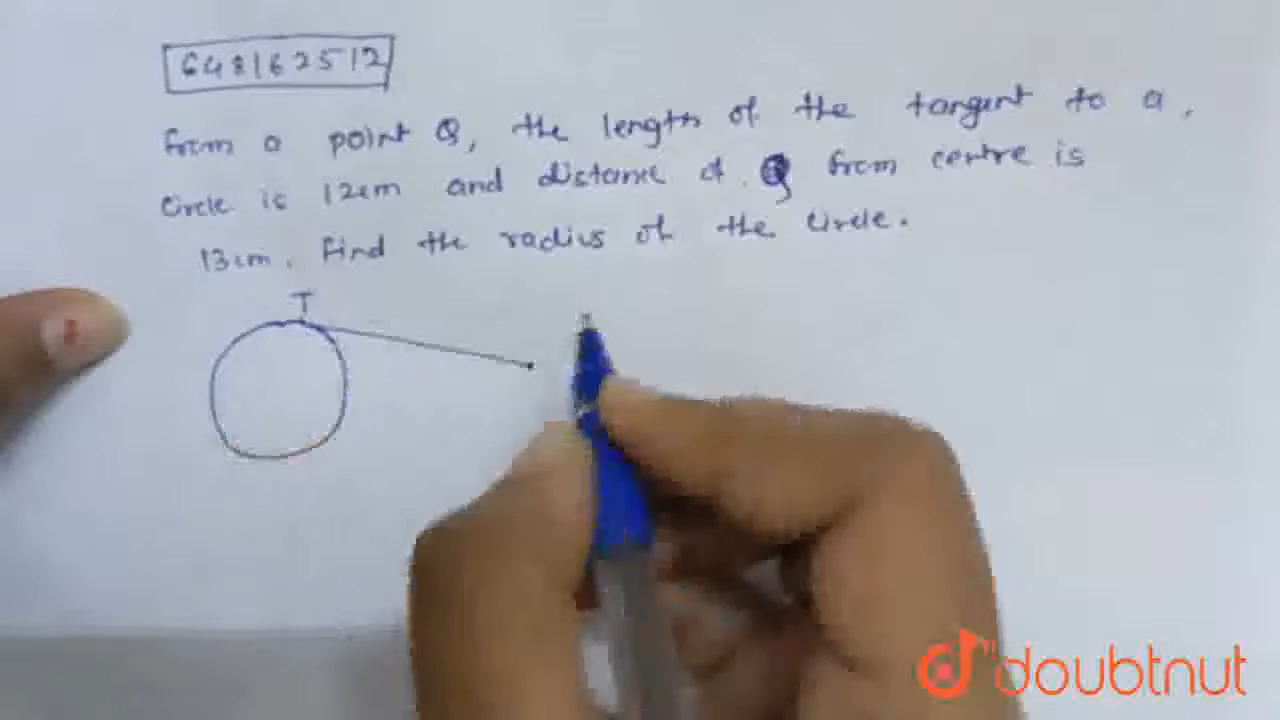 648162512
from a point Q, the length of the tangent to a
circle is 12cm and distance of Q from centre is
13cm. Find the radius of the circle.
T
doubtnut